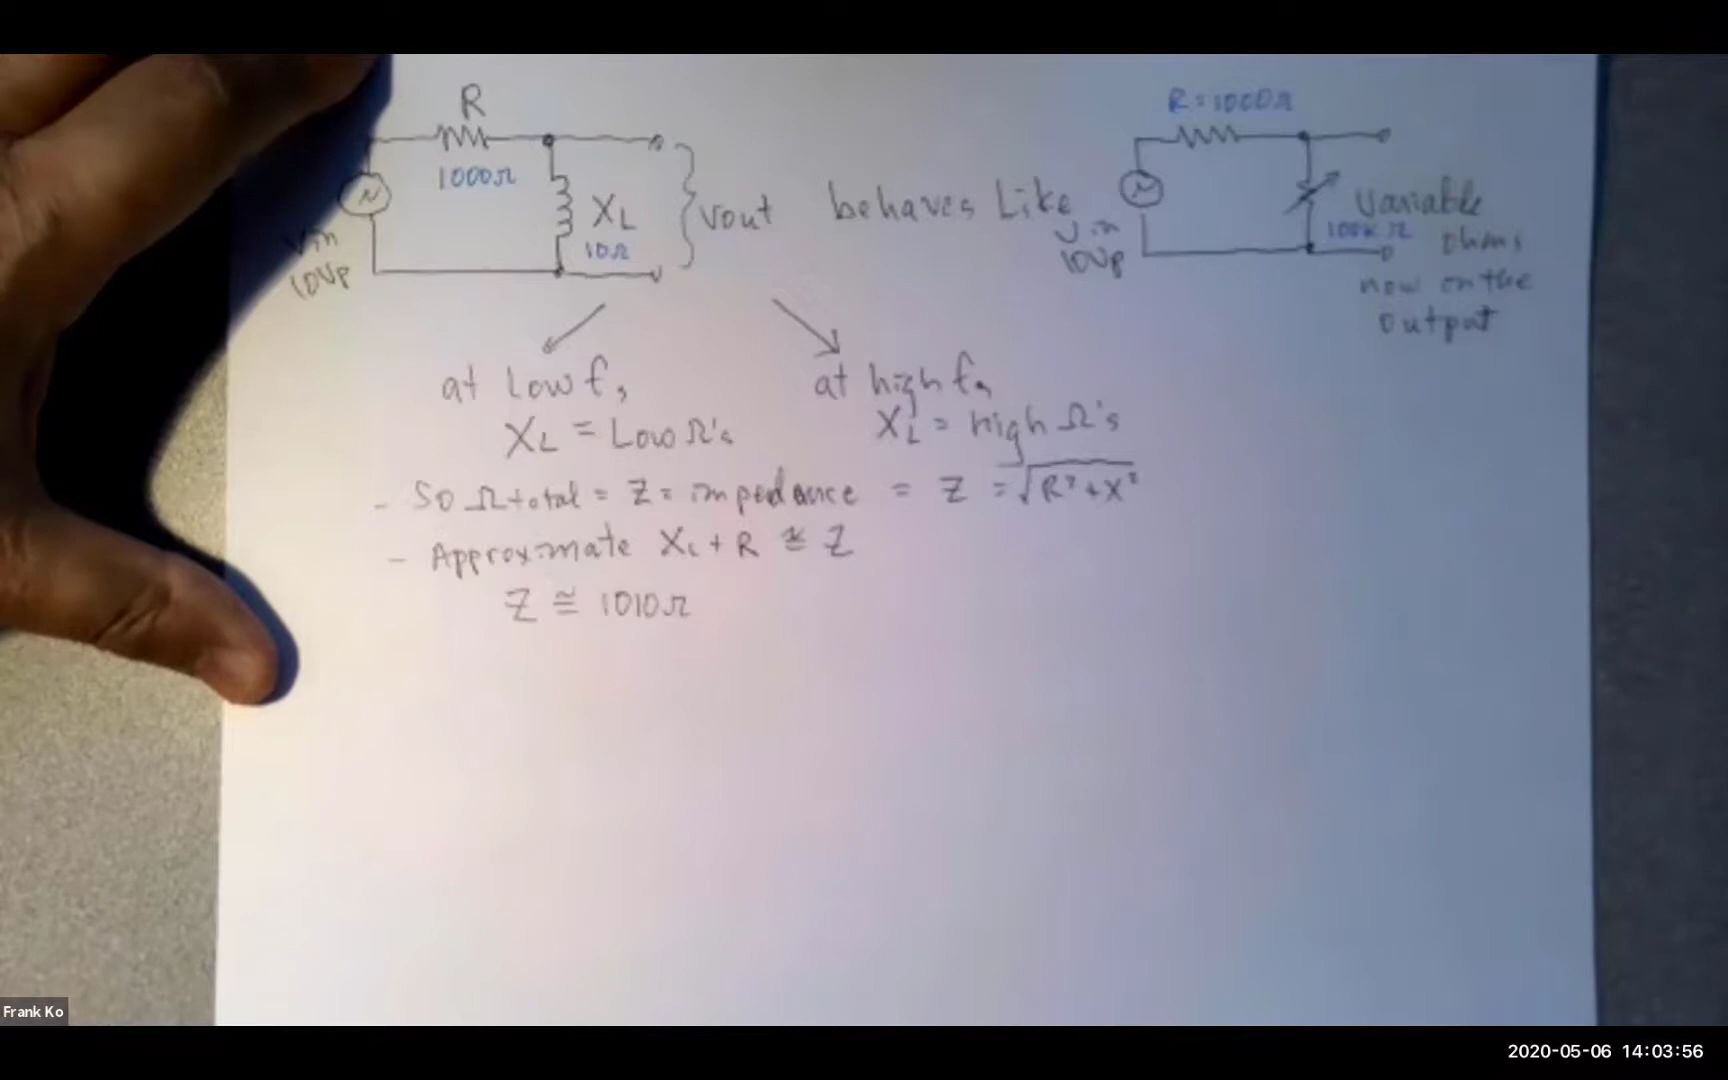 R
1000Ω
Vin
10Vp
XL
10Ω
Vout
behaves Like
R = 1000Ω
Vin
10Vp
Variable
100K Ω ohms
now on the
output
at Low f,
XL = Low Ω's
at high f,
XL = high Ω's
- So Ω total = Z = impedance = Z = √R² + X²
- Approximate XL + R ≅ Z
Z ≅ 1010Ω
Frank Ko
2020-05-06 14:03:56